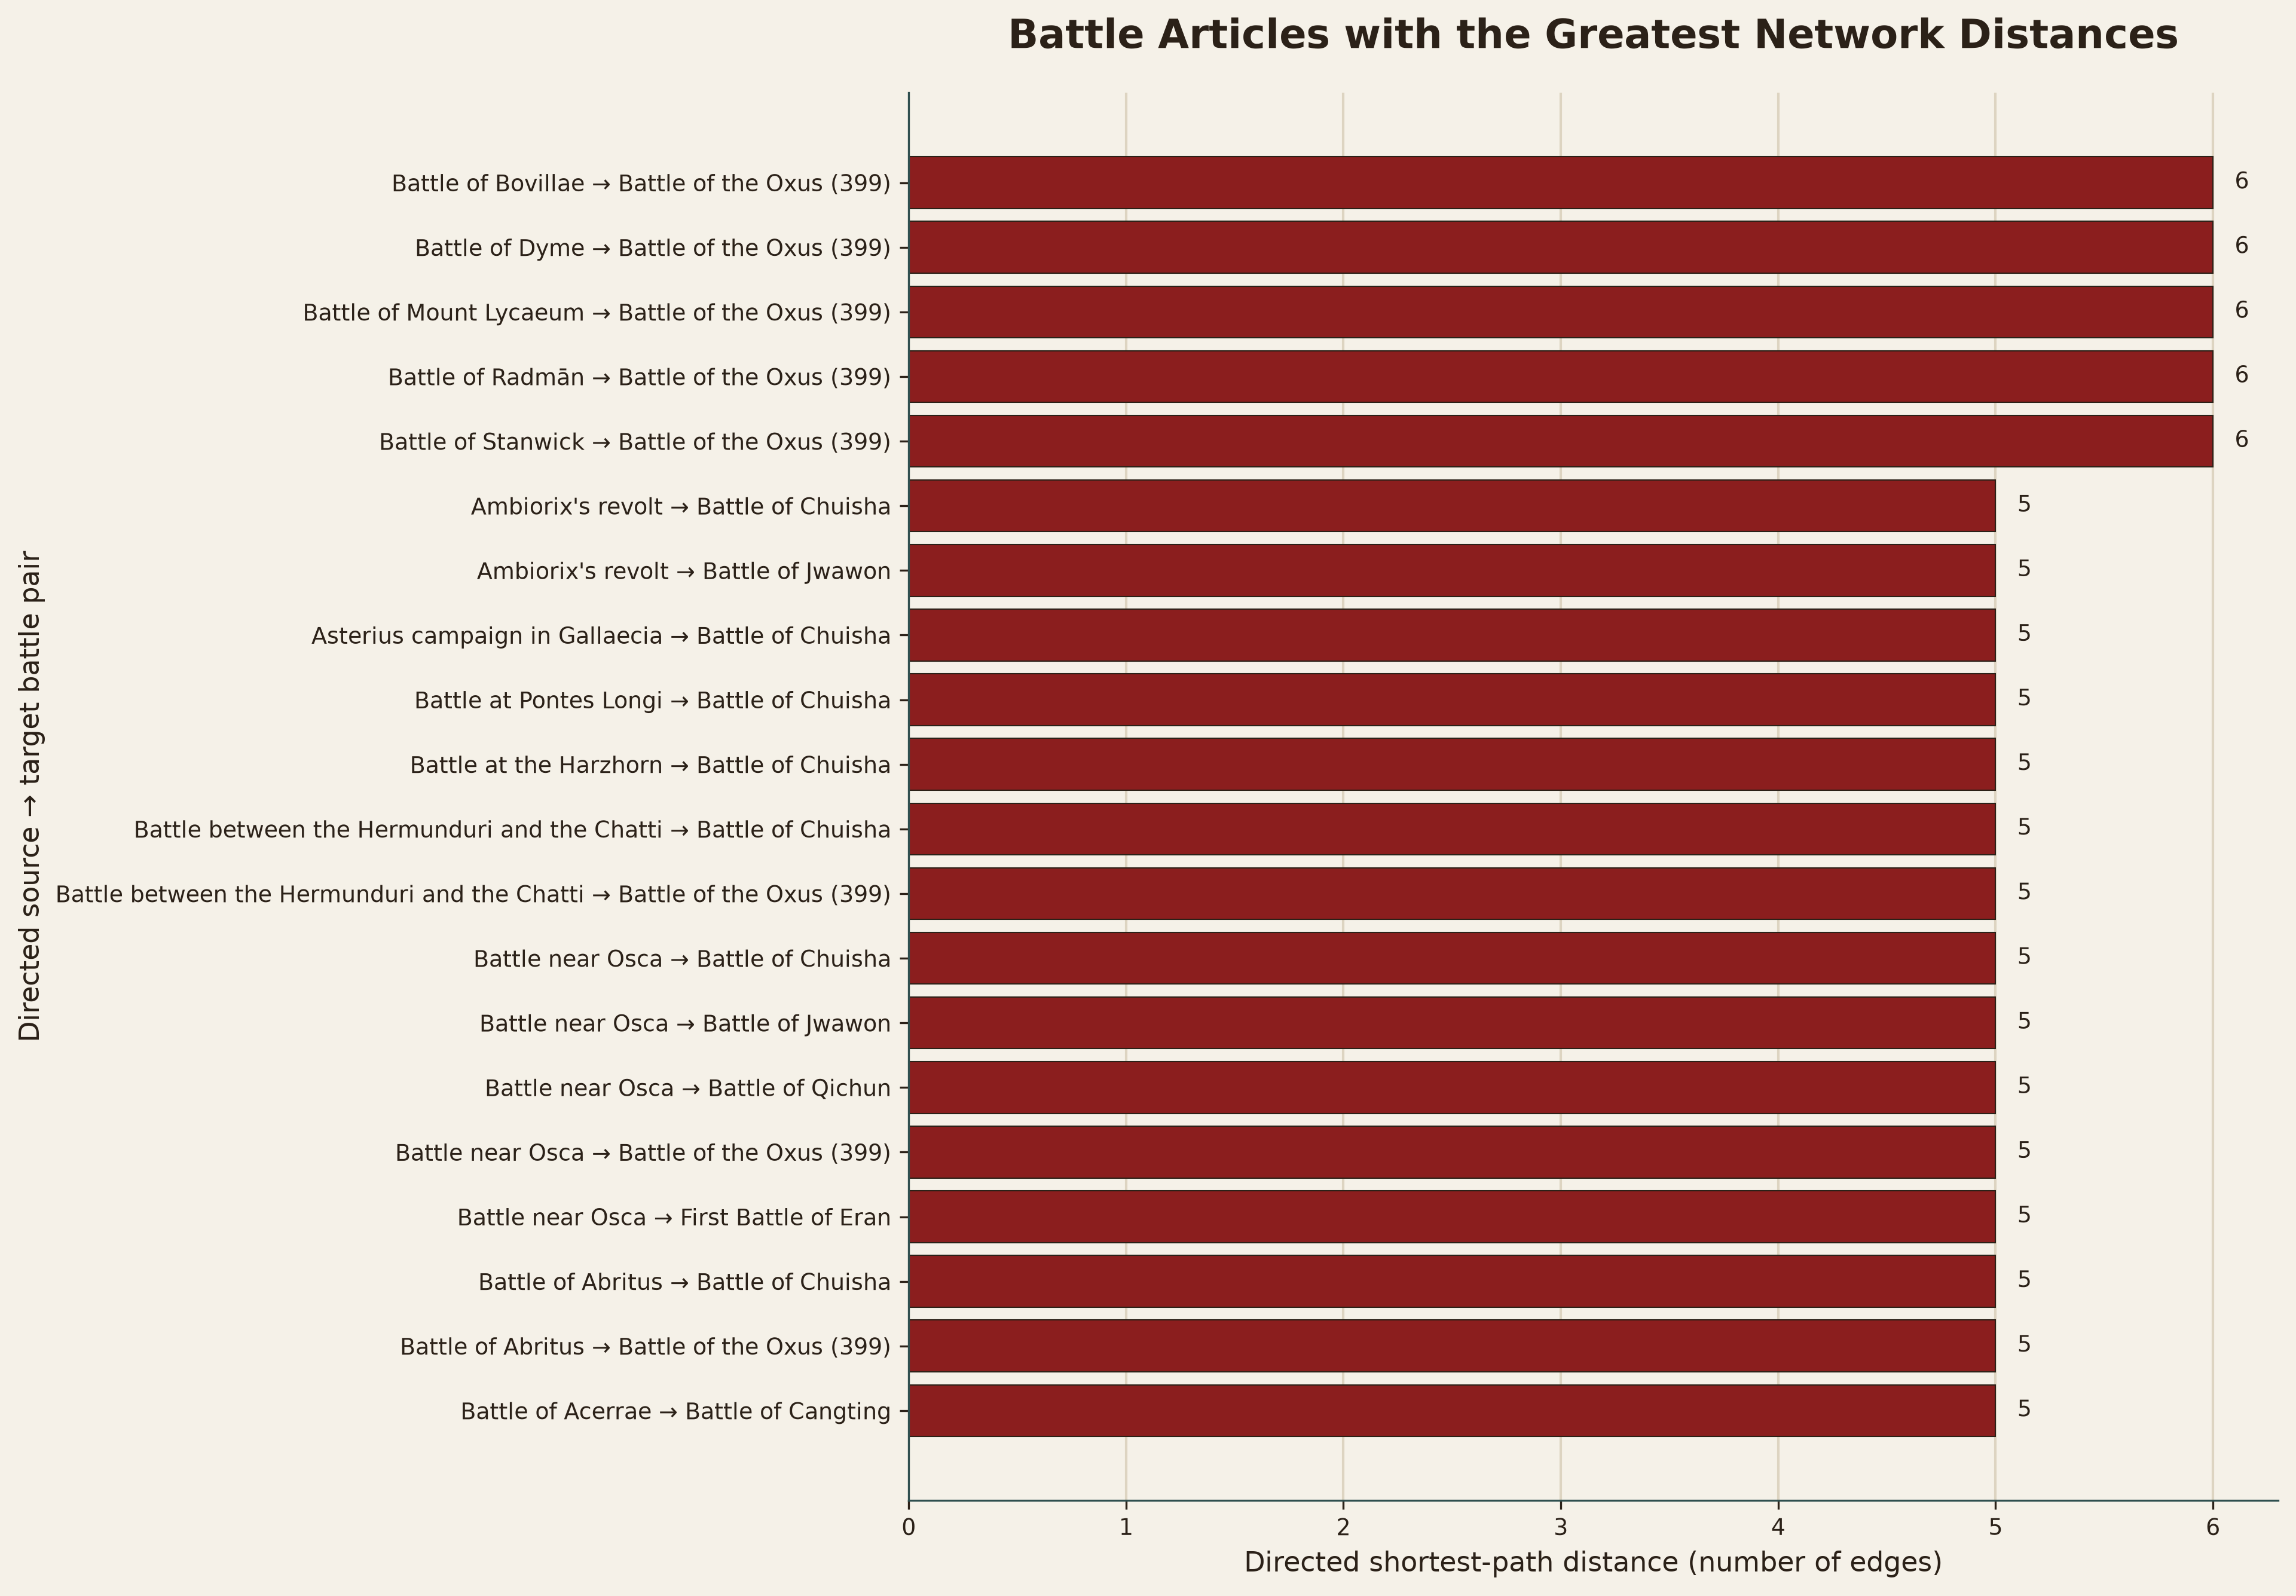 Battle Articles with the Greatest Network Distances
Directed source → target battle pair
Battle of Bovillae → Battle of the Oxus (399)
6
Battle of Dyme → Battle of the Oxus (399)
6
Battle of Mount Lycaeum → Battle of the Oxus (399)
6
Battle of Radmān → Battle of the Oxus (399)
6
Battle of Stanwick → Battle of the Oxus (399)
6
Ambiorix's revolt → Battle of Chuisha
5
Ambiorix's revolt → Battle of Jwawon
5
Asterius campaign in Gallaecia → Battle of Chuisha
5
Battle at Pontes Longi → Battle of Chuisha
5
Battle at the Harzhorn → Battle of Chuisha
5
Battle between the Hermunduri and the Chatti → Battle of Chuisha
5
Battle between the Hermunduri and the Chatti → Battle of the Oxus (399)
5
Battle near Osca → Battle of Chuisha
5
Battle near Osca → Battle of Jwawon
5
Battle near Osca → Battle of Qichun
5
Battle near Osca → Battle of the Oxus (399)
5
Battle near Osca → First Battle of Eran
5
Battle of Abritus → Battle of Chuisha
5
Battle of Abritus → Battle of the Oxus (399)
5
Battle of Acerrae → Battle of Cangting
5
0 1 2 3 4 5 6
Directed shortest-path distance (number of edges)